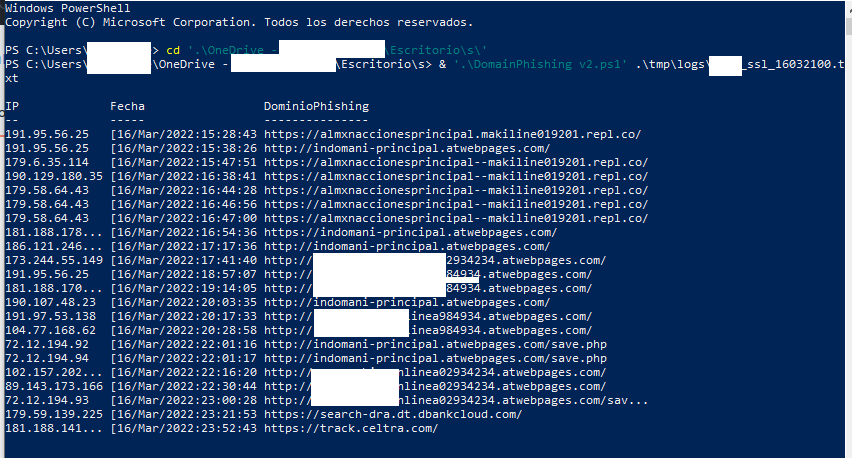 Windows PowerShell
Copyright (C) Microsoft Corporation. Todos los derechos reservados.
PS C:\Users\ > cd '.\OneDrive - \Escritorio\s\'
PS C:\Users\ \OneDrive - \Escritorio\s> & '.\DomainPhishing v2.ps1' .\tmp\logs\ _ssl_16032100.t
xt
IP Fecha DominioPhishing
-- ----- ---------------
191.95.56.25 [16/Mar/2022:15:28:43 https://almxnaccionesprincipal.makiline019201.repl.co/
191.95.56.25 [16/Mar/2022:15:38:26 http://indomani-principal.atwebpages.com/
179.6.35.114 [16/Mar/2022:15:47:51 https://almxnaccionesprincipal--makiline019201.repl.co/
190.129.180.35 [16/Mar/2022:16:38:41 https://almxnaccionesprincipal--makiline019201.repl.co/
179.58.64.43 [16/Mar/2022:16:44:28 https://almxnaccionesprincipal--makiline019201.repl.co/
179.58.64.43 [16/Mar/2022:16:46:56 https://almxnaccionesprincipal--makiline019201.repl.co/
179.58.64.43 [16/Mar/2022:16:47:00 https://almxnaccionesprincipal--makiline019201.repl.co/
181.188.178... [16/Mar/2022:16:54:36 https://indomani-principal.atwebpages.com/
186.121.246... [16/Mar/2022:17:17:36 http://indomani-principal.atwebpages.com/
173.244.55.149 [16/Mar/2022:17:41:40 http:// 2934234.atwebpages.com/
191.95.56.25 [16/Mar/2022:18:57:07 http:// 84934.atwebpages.com/
181.188.170... [16/Mar/2022:19:14:05 http:// 84934.atwebpages.com/
190.107.48.23 [16/Mar/2022:20:03:35 http://indomani-principal.atwebpages.com/
191.97.53.138 [16/Mar/2022:20:17:33 http:// inea984934.atwebpages.com/
104.77.168.62 [16/Mar/2022:20:28:58 http:// inea984934.atwebpages.com/
72.12.194.92 [16/Mar/2022:22:01:16 http://indomani-principal.atwebpages.com/save.php
72.12.194.94 [16/Mar/2022:22:01:17 http://indomani-principal.atwebpages.com/save.php
102.157.202... [16/Mar/2022:22:16:20 http:// nlinea02934234.atwebpages.com/
89.143.173.166 [16/Mar/2022:22:30:44 http:// nlinea02934234.atwebpages.com/
72.12.194.93 [16/Mar/2022:23:00:28 http:// nlinea02934234.atwebpages.com/sav...
179.59.139.225 [16/Mar/2022:23:21:53 https://search-dra.dt.dbankcloud.com/
181.188.141... [16/Mar/2022:23:52:43 https://track.celtra.com/